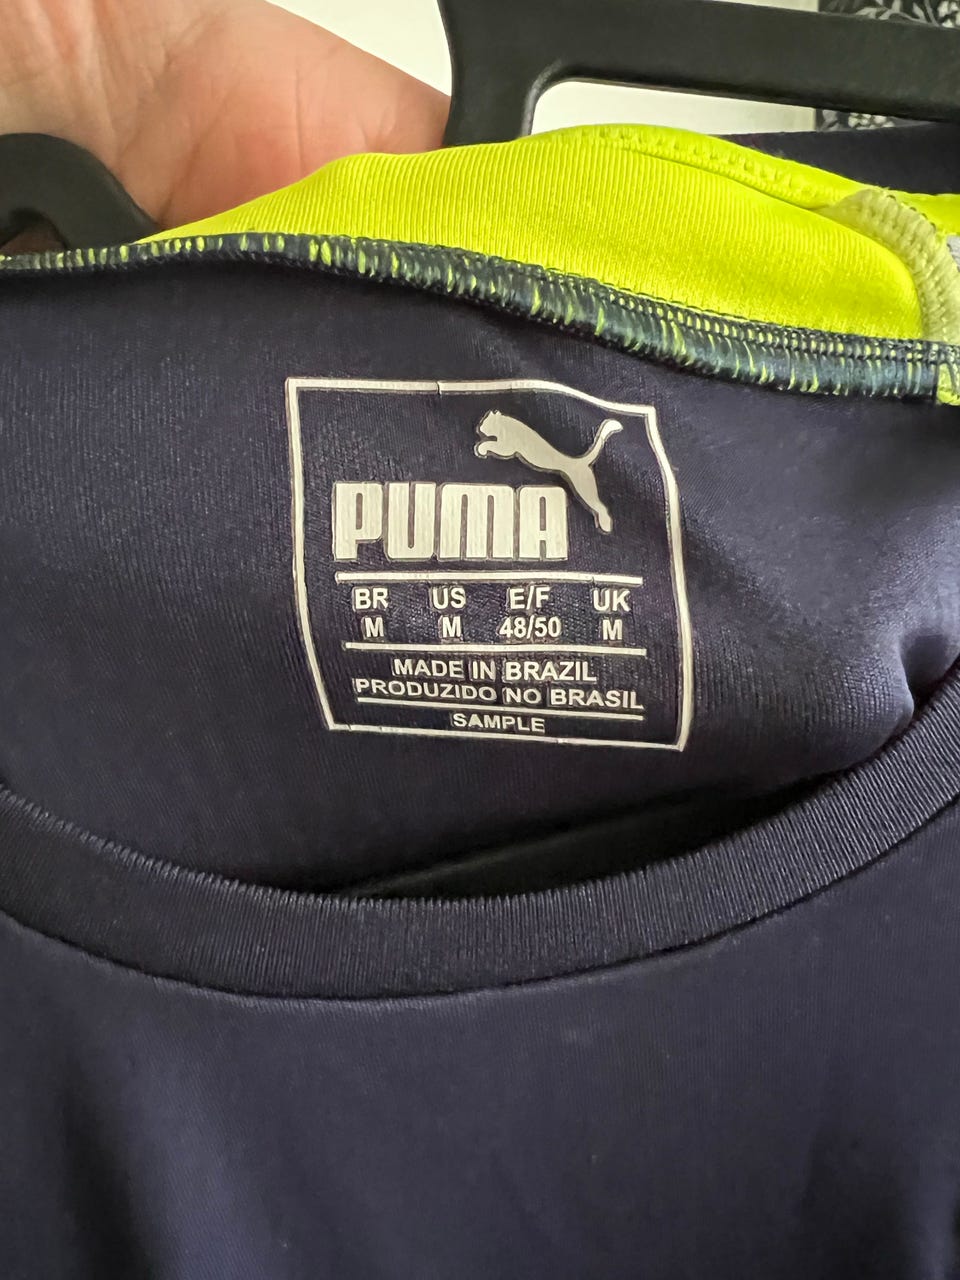 PUMA
BR US E/F UK
M M 48/50 M
MADE IN BRAZIL
PRODUZIDO NO BRASIL
SAMPLE